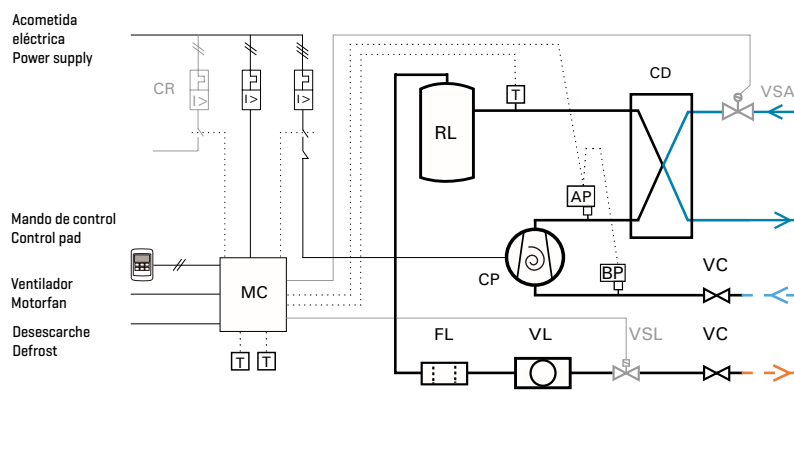 Acometida
eléctrica
Power supply
CR
I>
I>
I>
T
CD
VSA
RL
AP
Mando de control
Control pad
CP
BP
VC
Ventilador
Motorfan
MC
Desescarche
Defrost
T
T
FL
VL
VSL
VC